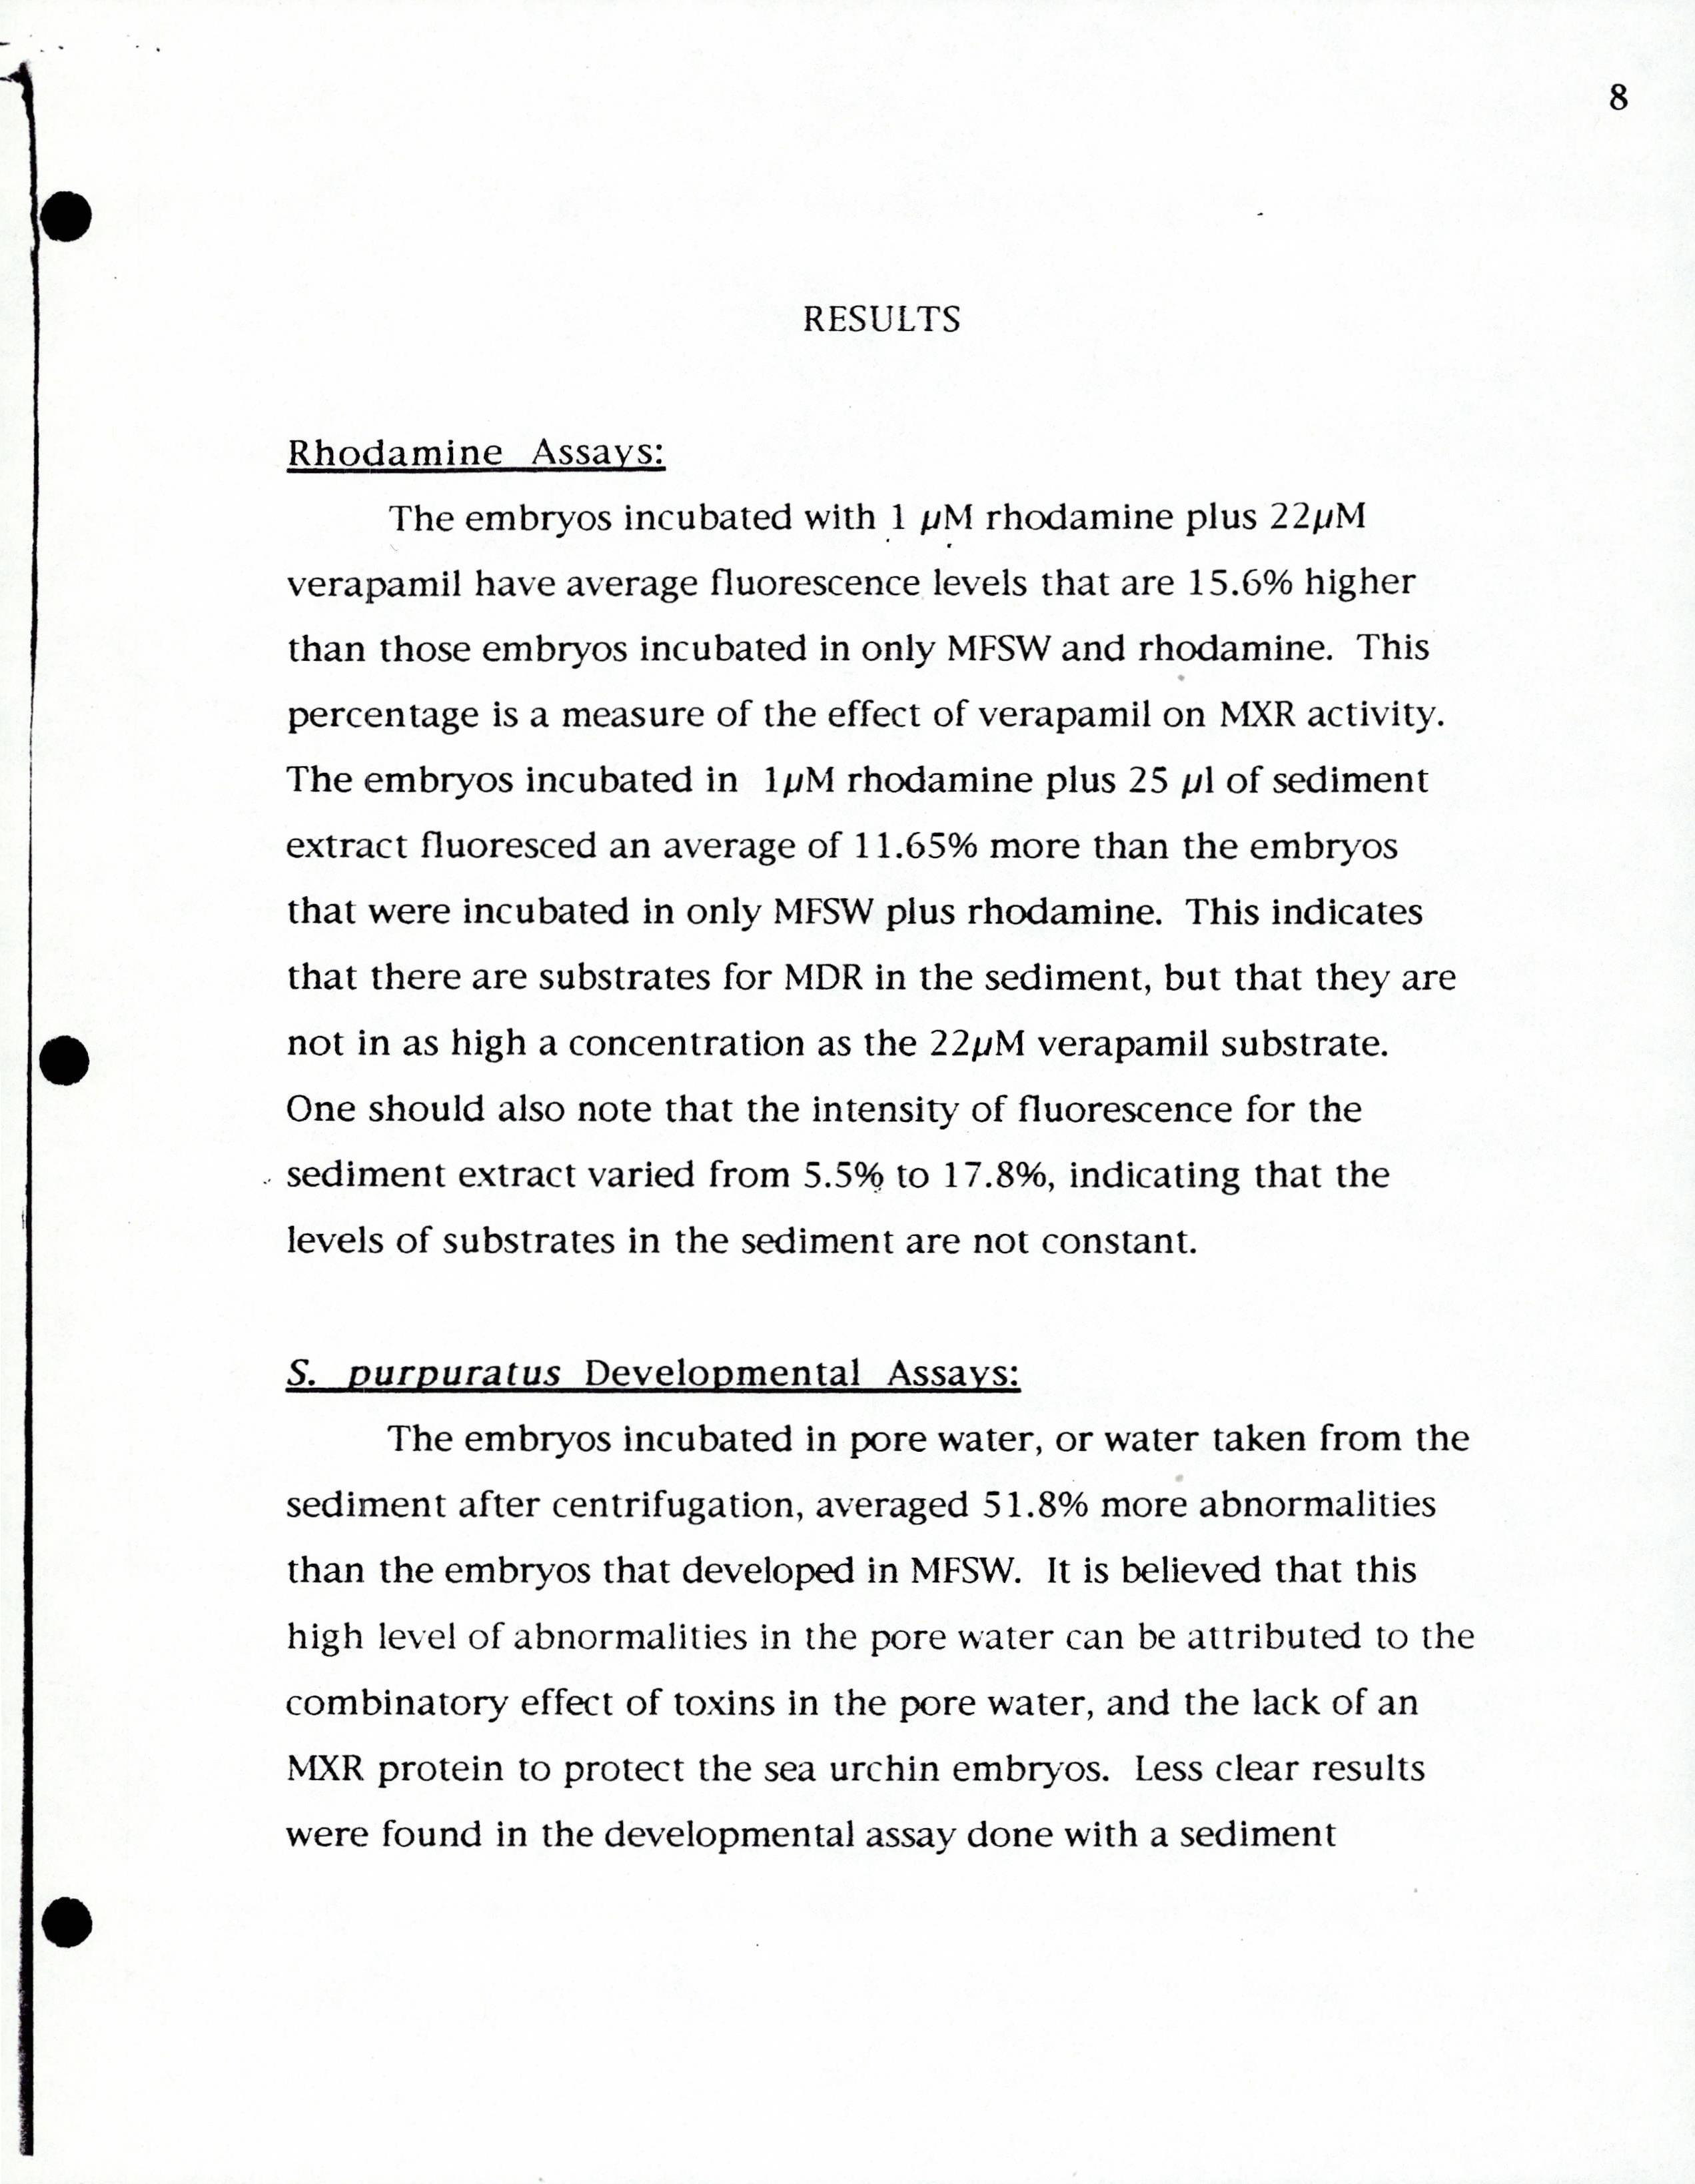 8
RESULTS
Rhodamine Assays:
The embryos incubated with 1 µM rhodamine plus 22µM
verapamil have average fluorescence levels that are 15.6% higher
than those embryos incubated in only MFSW and rhodamine. This
percentage is a measure of the effect of verapamil on MXR activity.
The embryos incubated in 1µM rhodamine plus 25 µl of sediment
extract fluoresced an average of 11.65% more than the embryos
that were incubated in only MFSW plus rhodamine. This indicates
that there are substrates for MDR in the sediment, but that they are
not in as high a concentration as the 22µM verapamil substrate.
One should also note that the intensity of fluorescence for the
sediment extract varied from 5.5% to 17.8%, indicating that the
levels of substrates in the sediment are not constant.
S. purpuratus Developmental Assays:
The embryos incubated in pore water, or water taken from the
sediment after centrifugation, averaged 51.8% more abnormalities
than the embryos that developed in MFSW. It is believed that this
high level of abnormalities in the pore water can be attributed to the
combinatory effect of toxins in the pore water, and the lack of an
MXR protein to protect the sea urchin embryos. Less clear results
were found in the developmental assay done with a sediment